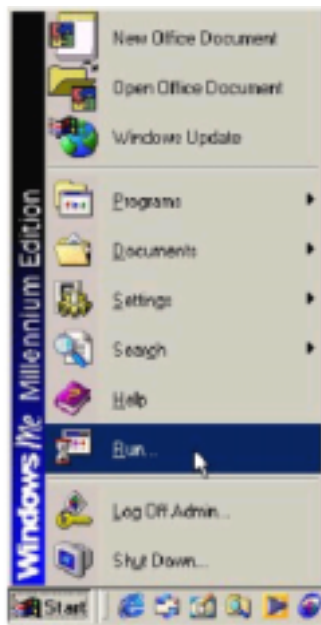 New Office Document
Open Office Document
Windows Update
Programs
Documents
Settings
Search
Help
Run...
Log Off Admin...
Shut Down...
Windows Me Millennium Edition
Start